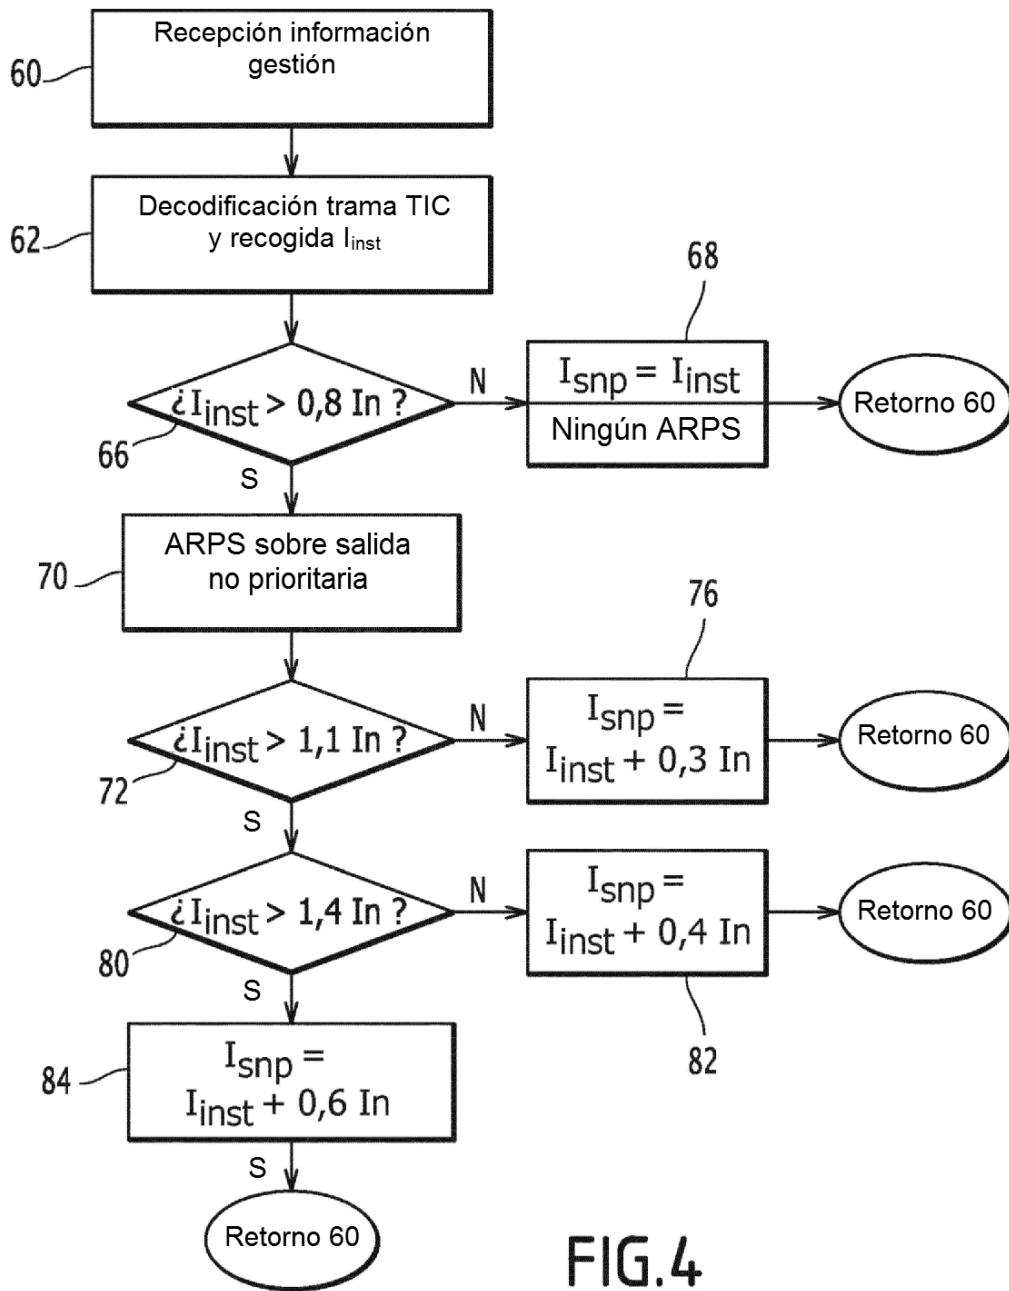 Recepción información
gestión
60
Decodificación trama TIC
y recogida Iinst
62
¿Iinst > 0,8 In ?
66
N
68
Isnp = Iinst
Ningún ARPS
Retorno 60
S
ARPS sobre salida
no prioritaria
70
¿Iinst > 1,1 In ?
72
N
76
Isnp =
Iinst + 0,3 In
Retorno 60
S
¿Iinst > 1,4 In ?
80
N
Isnp =
Iinst + 0,4 In
82
Retorno 60
S
Isnp =
Iinst + 0,6 In
84
S
Retorno 60
FIG.4